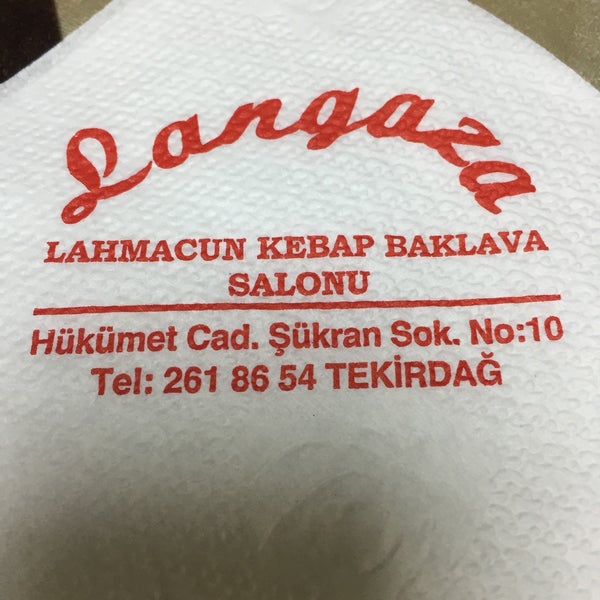 Langaza
LAHMACUN KEBAP BAKLAVA
SALONU
Hükümet Cad. Şükran Sok. No:10
Tel: 261 86 54 TEKİRDAĞ